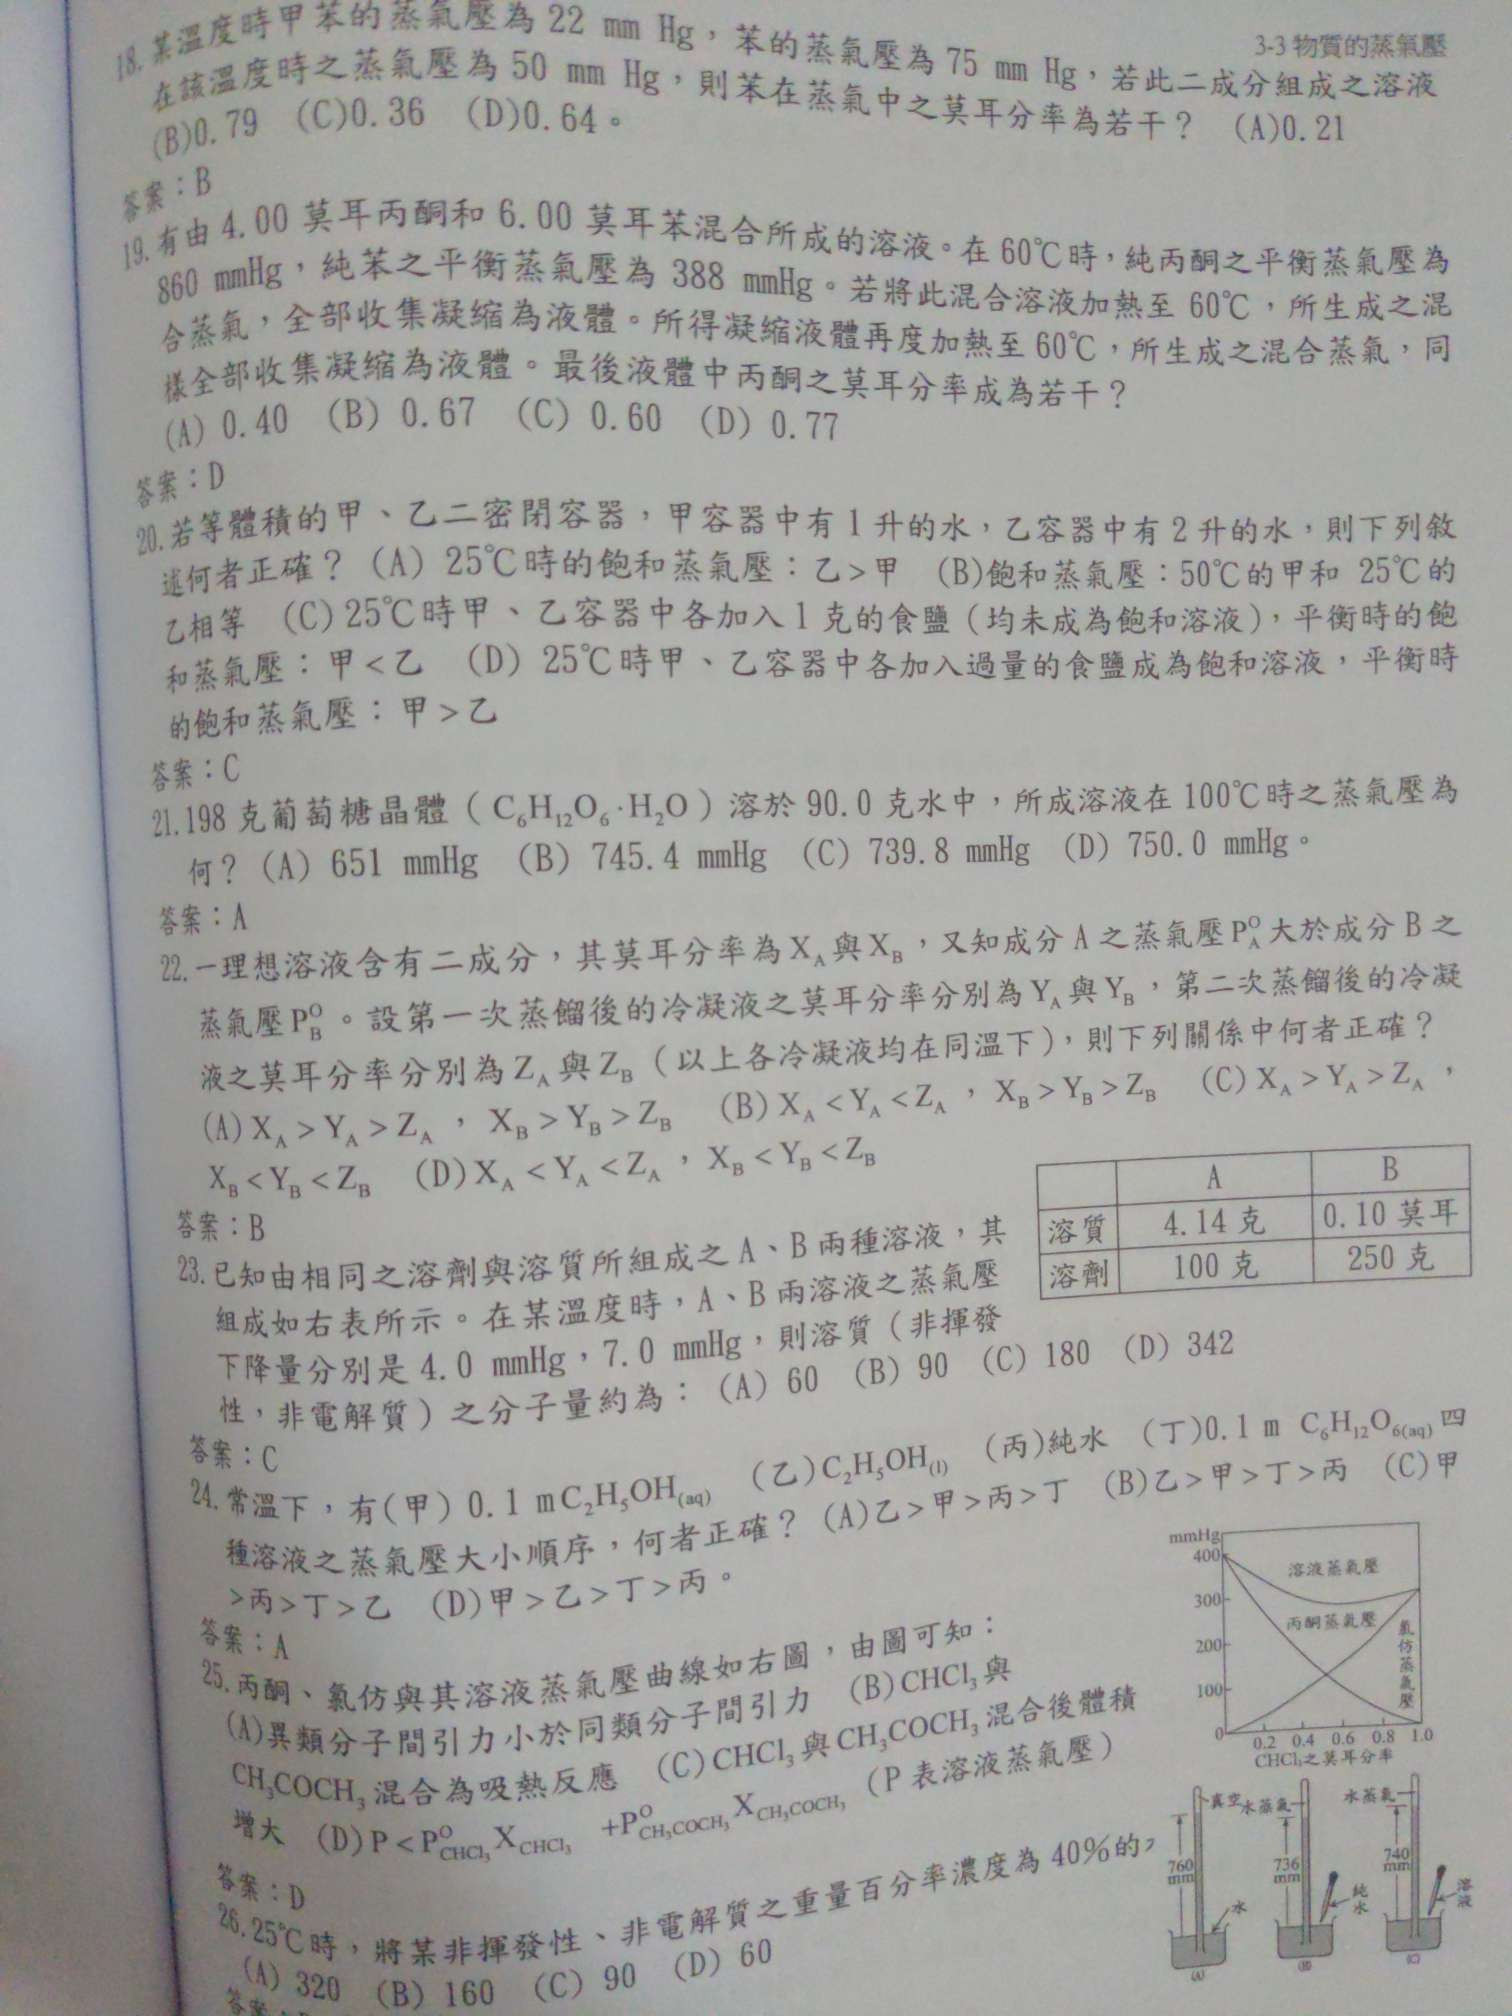 3-3 物質的蒸氣壓
18.某溫度時甲苯的蒸氣壓為 22 mm Hg，苯的蒸氣壓為 75 mm Hg，若此二成分組成之溶液
在該溫度時之蒸氣壓為 50 mm Hg，則苯在蒸氣中之莫耳分率為若干？ (A)0.21
(B)0.79 (C)0.36 (D)0.64。
答案：B
19.有由 4.00 莫耳丙酮和 6.00 莫耳苯混合所成的溶液。在 60℃時，純丙酮之平衡蒸氣壓為
860 mmHg，純苯之平衡蒸氣壓為 388 mmHg。若將此混合溶液加熱至 60℃，所生成之混
合蒸氣，全部收集凝縮為液體。所得凝縮液體再度加熱至 60℃，所生成之混合蒸氣，同
樣全部收集凝縮為液體。最後液體中丙酮之莫耳分率成為若干？
(A) 0.40 (B) 0.67 (C) 0.60 (D) 0.77
答案：D
20.若等體積的甲、乙二密閉容器，甲容器中有 1 升的水，乙容器中有 2 升的水，則下列敘
述何者正確？ (A) 25℃時的飽和蒸氣壓：乙>甲 (B)飽和蒸氣壓：50℃的甲和 25℃的
乙相等 (C) 25℃時甲、乙容器中各加入 1 克的食鹽（均未成為飽和溶液），平衡時的飽
和蒸氣壓：甲<乙 (D) 25℃時甲、乙容器中各加入過量的食鹽成為飽和溶液，平衡時
的飽和蒸氣壓：甲>乙
答案：C
21.198 克葡萄糖晶體（C₆H₁₂O₆·H₂O）溶於 90.0 克水中，所成溶液在 100℃時之蒸氣壓為
何？ (A) 651 mmHg (B) 745.4 mmHg (C) 739.8 mmHg (D) 750.0 mmHg。
答案：A
22.一理想溶液含有二成分，其莫耳分率為 X_A 與 X_B，又知成分 A 之蒸氣壓 P°_A 大於成分 B 之
蒸氣壓 P°_B。設第一次蒸餾後的冷凝液之莫耳分率分別為 Y_A 與 Y_B，第二次蒸餾後的冷凝
液之莫耳分率分別為 Z_A 與 Z_B（以上各冷凝液均在同溫下），則下列關係中何者正確？
(A) X_A > Y_A > Z_A，X_B > Y_B > Z_B (B) X_A < Y_A < Z_A，X_B > Y_B > Z_B (C) X_A > Y_A > Z_A，
X_B < Y_B < Z_B (D) X_A < Y_A < Z_A，X_B < Y_B < Z_B
答案：B
A B
溶質 4.14 克 0.10 莫耳
溶劑 100 克 250 克
23.已知由相同之溶劑與溶質所組成之 A、B 兩種溶液，其
組成如右表所示。在某溫度時，A、B 兩溶液之蒸氣壓
下降量分別是 4.0 mmHg，7.0 mmHg，則溶質（非揮發
性，非電解質）之分子量約為： (A) 60 (B) 90 (C) 180 (D) 342
答案：C
24.常溫下，有(甲) 0.1 m C₂H₅OH(aq) (乙)C₂H₅OH(l) (丙)純水 (丁)0.1 m C₆H₁₂O₆(aq) 四
種溶液之蒸氣壓大小順序，何者正確？ (A)乙>甲>丙>丁 (B)乙>甲>丁>丙 (C)甲
>丙>丁>乙 (D)甲>乙>丁>丙。
答案：A
25.丙酮、氯仿與其溶液蒸氣壓曲線如右圖，由圖可知：
(A)異類分子間引力小於同類分子間引力 (B)CHCl₃ 與
CH₃COCH₃ 混合為吸熱反應 (C)CHCl₃ 與 CH₃COCH₃ 混合後體積
增大 (D) P < P°_CHCl₃ X_CHCl₃ + P°_CH₃COCH₃ X_CH₃COCH₃（P 表溶液蒸氣壓）
答案：D
mmHg
400
300
200
100
0
溶液蒸氣壓
丙酮蒸氣壓
氯仿蒸氣壓
0.2 0.4 0.6 0.8 1.0
CHCl₃之莫耳分率
26.25℃時，將某非揮發性、非電解質之重量百分率濃度為 40%的
(A) 320 (B) 160 (C) 90 (D) 60
答案：
真空 水蒸氣 水蒸氣
760 mm 736 mm 740 mm
水 純水 溶液
(A) (B) (C)